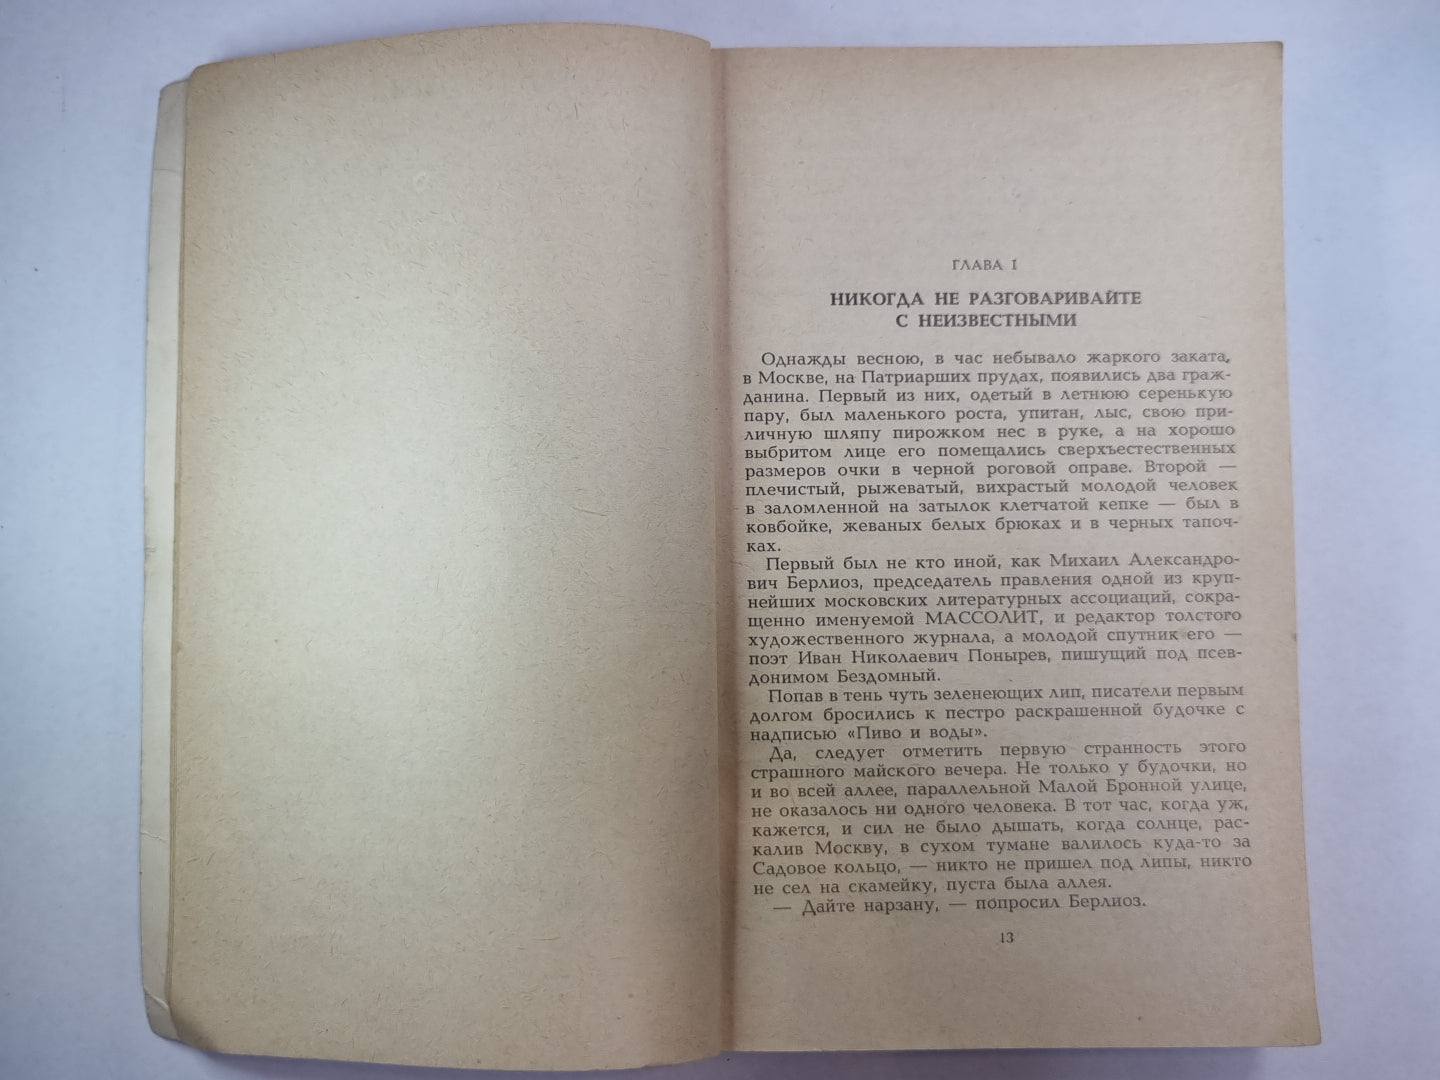 ГЛАВА 1
НИКОГДА НЕ РАЗГОВАРИВАЙТЕ
С НЕИЗВЕСТНЫМИ
Однажды весною, в час небывало жаркого заката,
в Москве, на Патриарших прудах, появились два граж-
данина. Первый из них, одетый в летнюю серенькую
пару, был маленького роста, упитан, лыс, свою при-
личную шляпу пирожком нес в руке, а на хорошо
выбритом лице его помещались сверхъестественных
размеров очки в черной роговой оправе. Второй —
плечистый, рыжеватый, вихрастый молодой человек
в заломленной на затылок клетчатой кепке — был в
ковбойке, жеваных белых брюках и в черных тапоч-
ках.
Первый был не кто иной, как Михаил Александро-
вич Берлиоз, председатель правления одной из круп-
нейших московских литературных ассоциаций, сокра-
щенно именуемой МАССОЛИТ, и редактор толстого
художественного журнала, а молодой спутник его —
поэт Иван Николаевич Понырев, пишущий под псев-
донимом Бездомный.
Попав в тень чуть зеленеющих лип, писатели первым
долгом бросились к пестро раскрашенной будочке с
надписью «Пиво и воды».
Да, следует отметить первую странность этого
страшного майского вечера. Не только у будочки, но
и во всей аллее, параллельной Малой Бронной улице,
не оказалось ни одного человека. В тот час, когда уж,
кажется, и сил не было дышать, когда солнце, рас-
калив Москву, в сухом тумане валилось куда-то за
Садовое кольцо, — никто не пришел под липы, никто
не сел на скамейку, пуста была аллея.
— Дайте нарзану, — попросил Берлиоз.
13